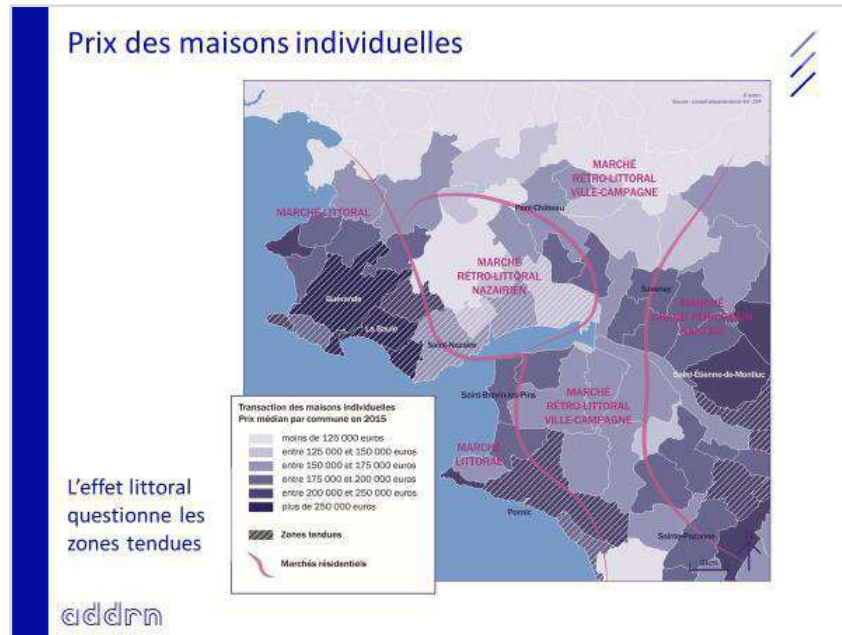 Prix des maisons individuelles
© addrn
MARCHÉ
RÉTRO-LITTORAL
VILLE-CAMPAGNE
MARCHÉ LITTORAL
Pont-Château
MARCHÉ
RÉTRO-LITTORAL
NAZAIRIEN
Savenay
MARCHÉ
Guérande
La Baule
Saint-Nazaire
Saint-Étienne-de-Montluc
Saint-Brevin-les-Pins
MARCHÉ
RÉTRO-LITTORAL
VILLE-CAMPAGNE
MARCHÉ
LITTORAL
Pornic
Sainte-Pazanne
N
Transaction des maisons individuelles
Prix médian par commune en 2015
moins de 125 000 euros
entre 125 000 et 150 000 euros
entre 150 000 et 175 000 euros
entre 175 000 et 200 000 euros
entre 200 000 et 250 000 euros
plus de 250 000 euros
Zones tendues
Marchés résidentiels
L'effet littoral
questionne les
zones tendues
addrn